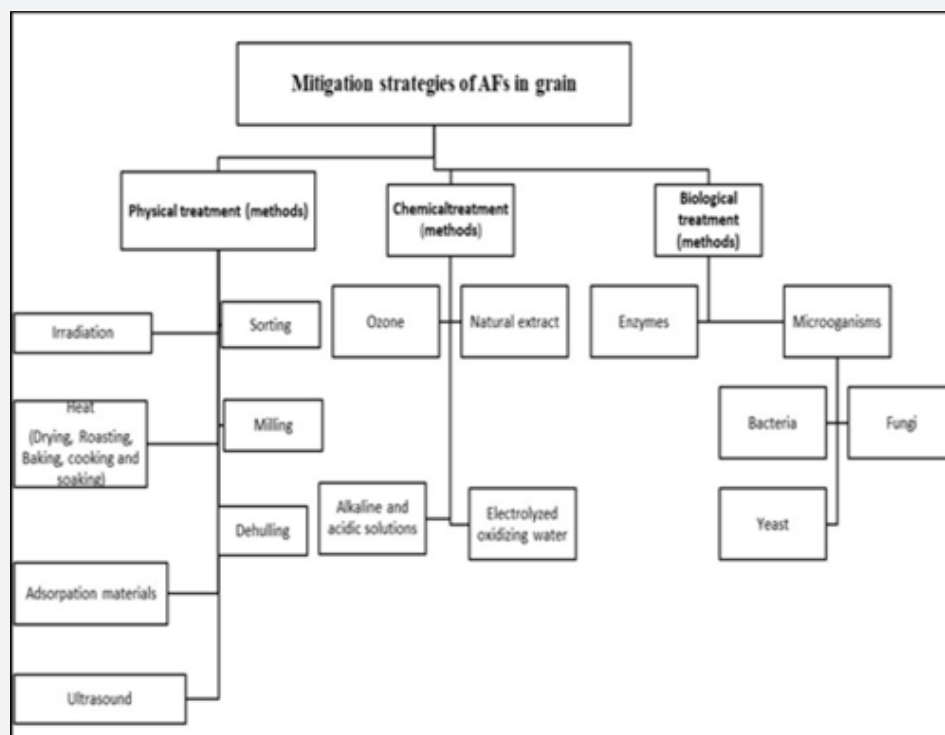 Mitigation strategies of AFs in grain
Physical treatment (methods)
Chemicaltreatment
(methods)
Biological
treatment
(methods)
Irradiation
Sorting
Ozone
Natural extract
Enzymes
Microoganisms
Heat
(Drying, Roasting,
Baking, cooking and
soaking)
Milling
Bacteria
Fungi
Dehulling
Alkaline and
acidic solutions
Electrolyzed
oxidizing water
Yeast
Adsorpation materials
Ultrasound